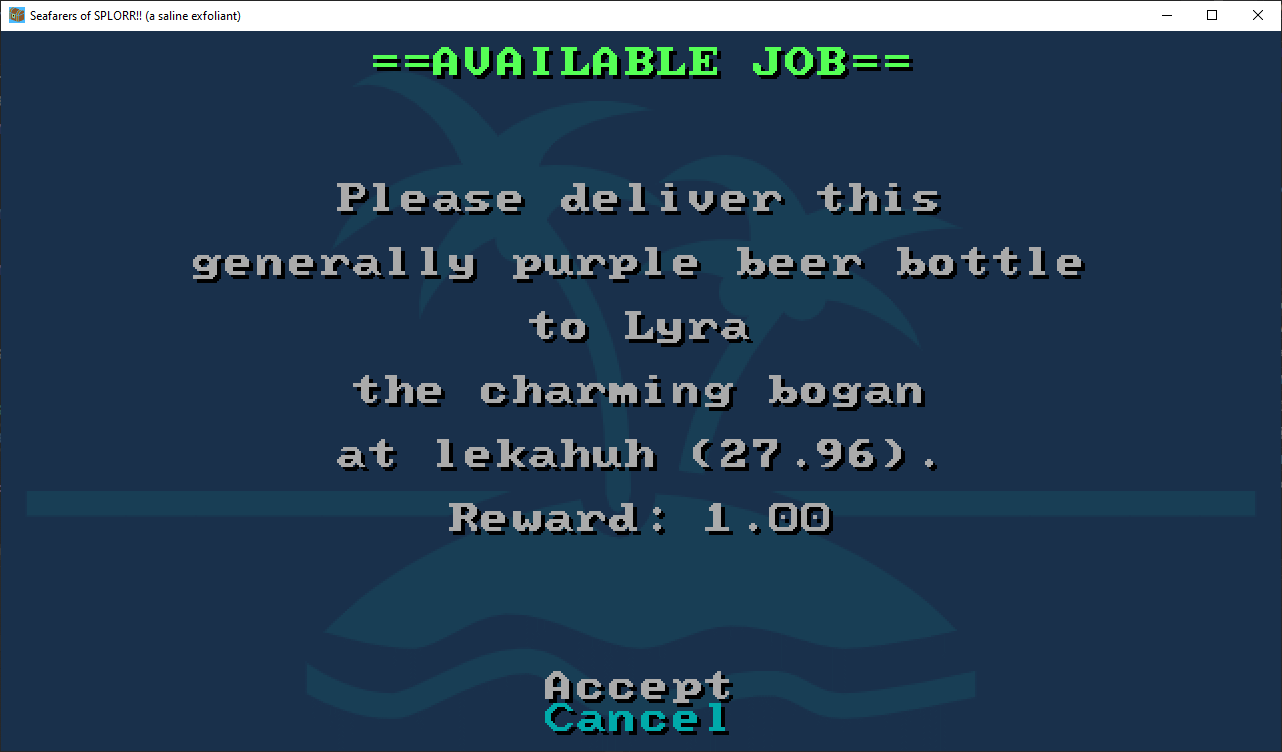 Seafarers of SPLORR!! (a saline exfoliant)
==AVAILABLE JOB==
Please deliver this
generally purple beer bottle
to Lyra
the charming bogan
at lekahuh (27.96).
Reward: 1.00
Accept
Cancel